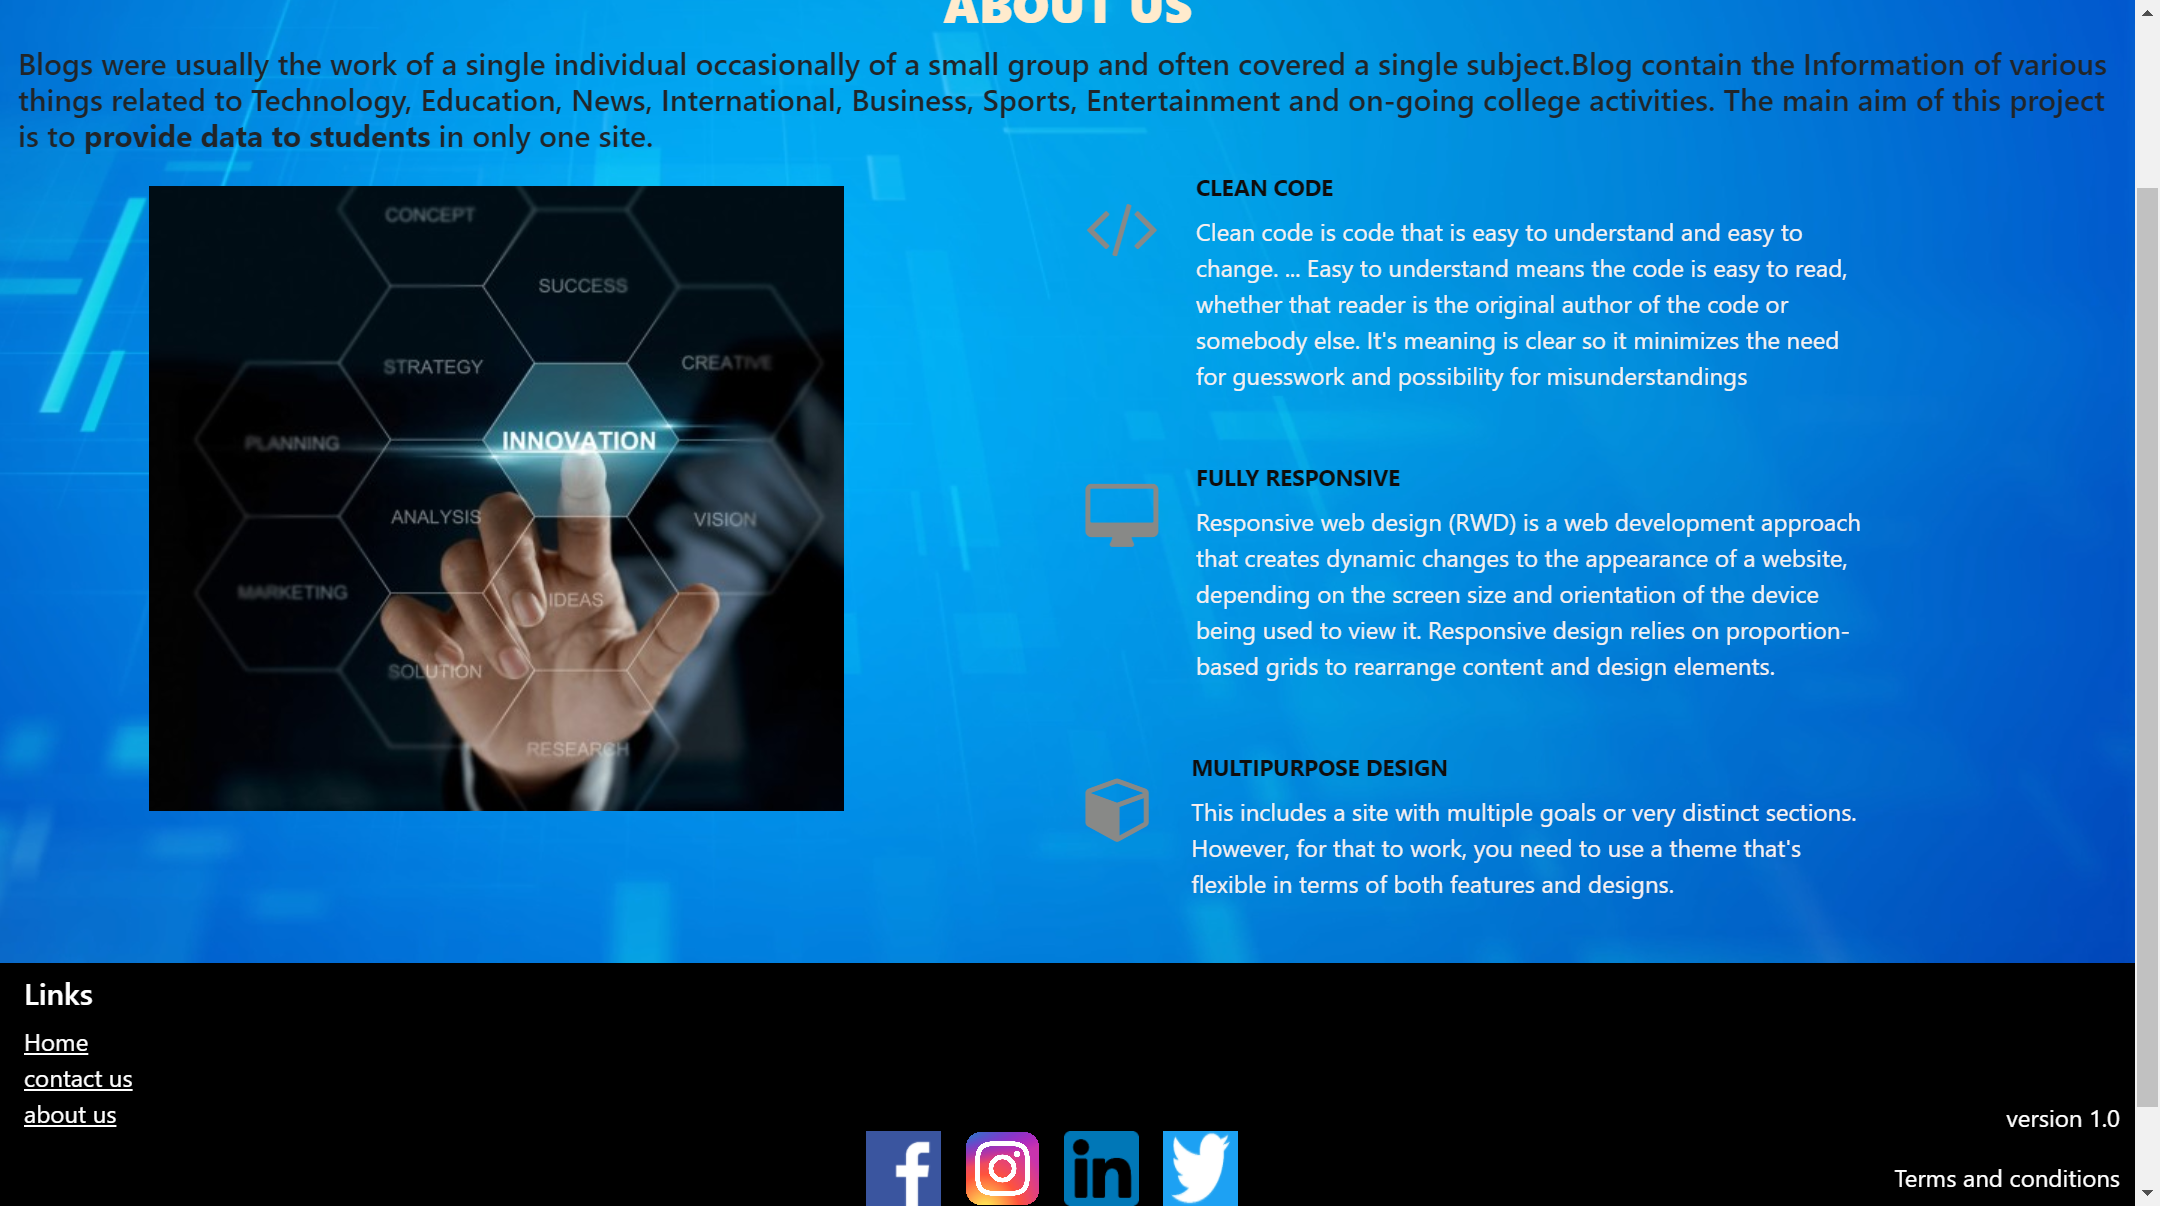 ABOUT US
Blogs were usually the work of a single individual occasionally of a small group and often covered a single subject.Blog contain the Information of various
things related to Technology, Education, News, International, Business, Sports, Entertainment and on-going college activities. The main aim of this project
is to provide data to students in only one site.
CONCEPT
SUCCESS
STRATEGY
CREATIVE
PLANNING
INNOVATION
ANALYSIS
VISION
MARKETING
IDEAS
SOLUTION
RESEARCH
CLEAN CODE
Clean code is code that is easy to understand and easy to
change. ... Easy to understand means the code is easy to read,
whether that reader is the original author of the code or
somebody else. It's meaning is clear so it minimizes the need
for guesswork and possibility for misunderstandings
FULLY RESPONSIVE
Responsive web design (RWD) is a web development approach
that creates dynamic changes to the appearance of a website,
depending on the screen size and orientation of the device
being used to view it. Responsive design relies on proportion-
based grids to rearrange content and design elements.
MULTIPURPOSE DESIGN
This includes a site with multiple goals or very distinct sections.
However, for that to work, you need to use a theme that's
flexible in terms of both features and designs.
Links
Home
contact us
about us
version 1.0
Terms and conditions